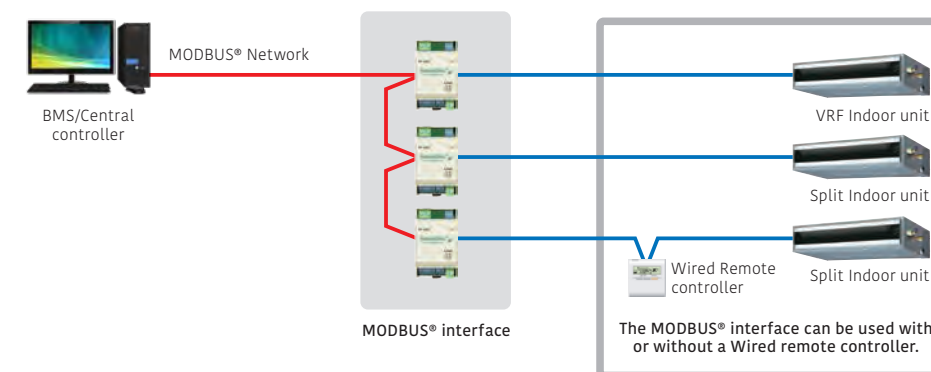 MODBUS® Network
BMS/Central
controller
VRF Indoor unit
Split Indoor unit
Wired Remote
controller
Split Indoor unit
MODBUS® interface
The MODBUS® interface can be used with
or without a Wired remote controller.